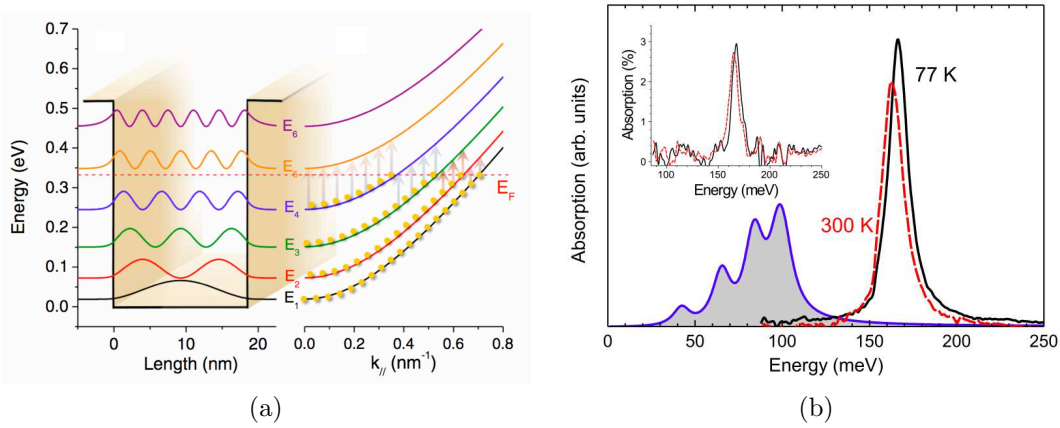 0.7
0.6
0.5
0.4
0.3
0.2
0.1
0.0
Energy (eV)
E6
E5
E4
E3
E2
E1
EF
0 10 20
Length (nm)
0.0 0.2 0.4 0.6 0.8
k// (nm-1)
(a)
Absorption (arb. units)
3
2
1
0
Absorption (%)
100 150 200 250
Energy (meV)
77 K
300 K
0 50 100 150 200 250
Energy (meV)
(b)